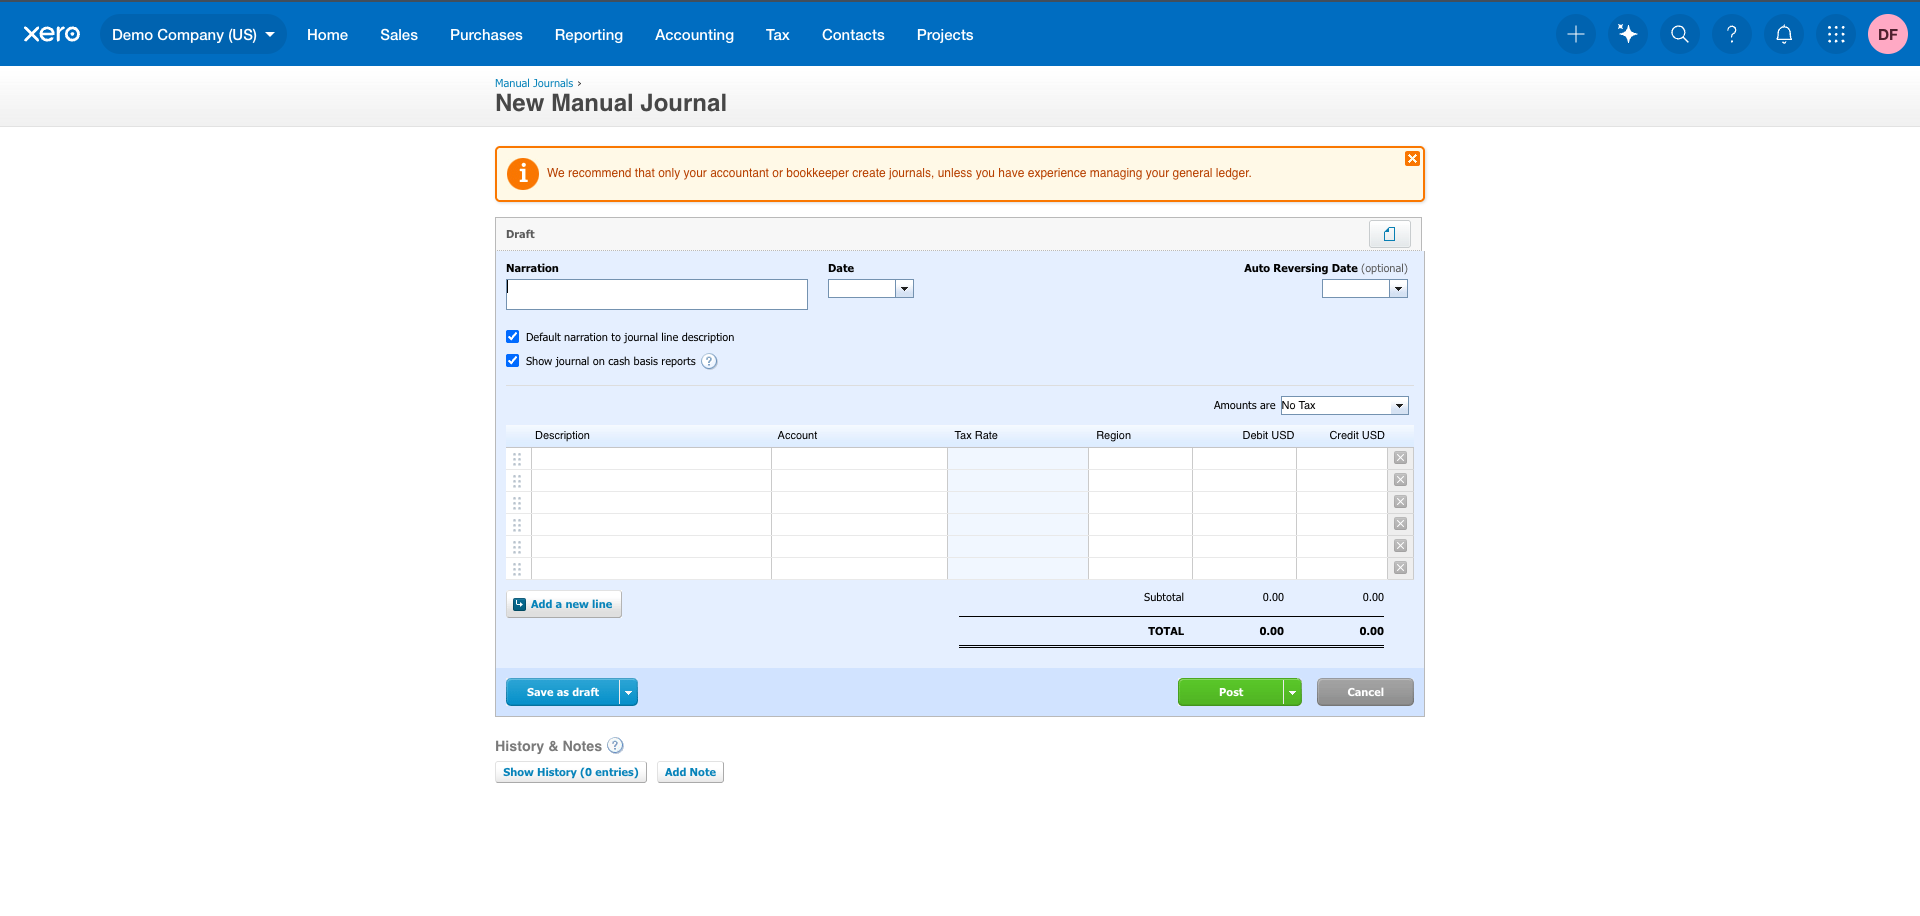 xero
Demo Company (US)
Home
Sales
Purchases
Reporting
Accounting
Tax
Contacts
Projects
?
DF
Manual Journals ›
New Manual Journal
We recommend that only your accountant or bookkeeper create journals, unless you have experience managing your general ledger.
Draft
Narration
Date
Auto Reversing Date (optional)
Default narration to journal line description
Show journal on cash basis reports ?
Amounts are No Tax
Description Account Tax Rate Region Debit USD Credit USD
Add a new line
Subtotal 0.00 0.00
TOTAL 0.00 0.00
Save as draft
Post
Cancel
History & Notes ?
Show History (0 entries)
Add Note